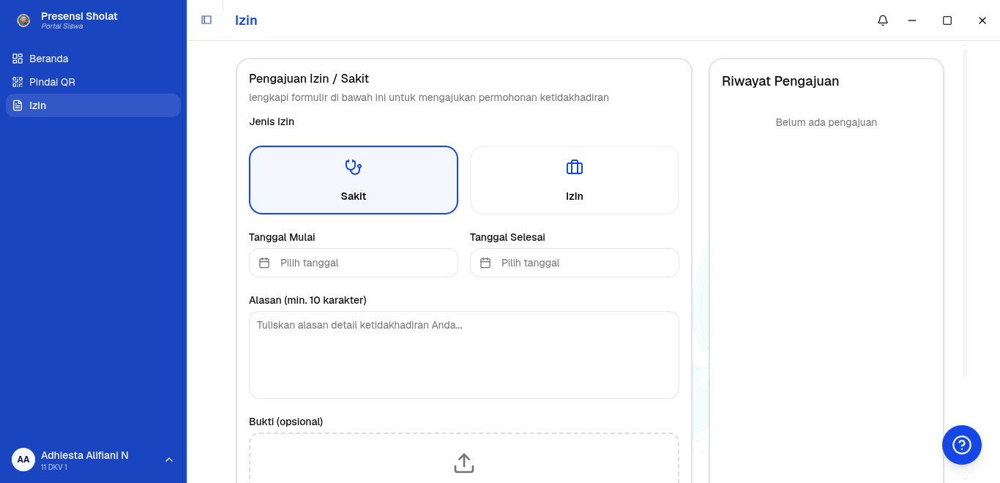 Presensi Sholat
Portal Siswa
Beranda
Pindai QR
Izin
Adhiesta Alifiani N
AA
11 DKV 1
Izin
Pengajuan Izin / Sakit
lengkapi formulir di bawah ini untuk mengajukan permohonan ketidakhadiran
Jenis Izin
Sakit
Izin
Tanggal Mulai
Tanggal Selesai
Pilih tanggal
Pilih tanggal
Alasan (min. 10 karakter)
Tuliskan alasan detail ketidakhadiran Anda...
Bukti (opsional)
Riwayat Pengajuan
Belum ada pengajuan